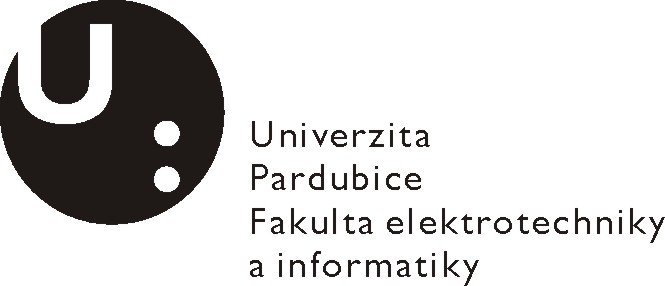 U:
Univerzita
Pardubice
Fakulta elektrotechniky
a informatiky